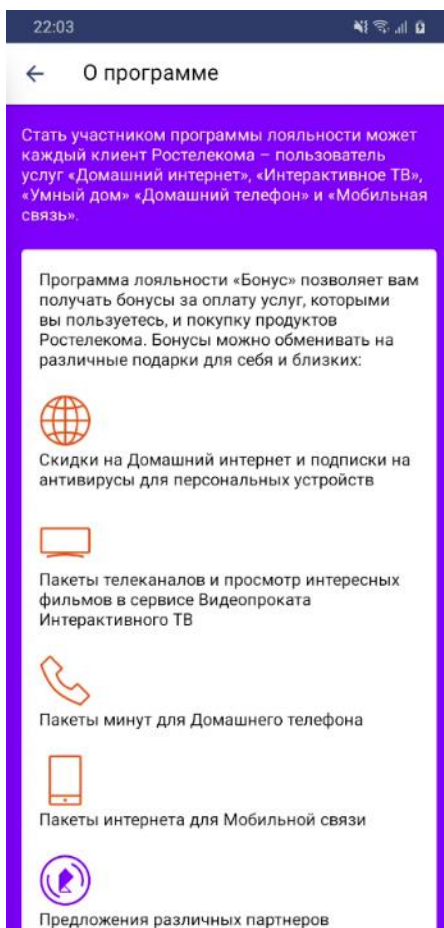 22:03
О программе
Стать участником программы лояльности может
каждый клиент Ростелекома – пользователь
услуг «Домашний интернет», «Интерактивное ТВ»,
«Умный дом» «Домашний телефон» и «Мобильная
связь».
Программа лояльности «Бонус» позволяет вам
получать бонусы за оплату услуг, которыми
вы пользуетесь, и покупку продуктов
Ростелекома. Бонусы можно обменивать на
различные подарки для себя и близких:
Скидки на Домашний интернет и подписки на
антивирусы для персональных устройств
Пакеты телеканалов и просмотр интересных
фильмов в сервисе Видеопроката
Интерактивного ТВ
Пакеты минут для Домашнего телефона
Пакеты интернета для Мобильной связи
Предложения различных партнеров